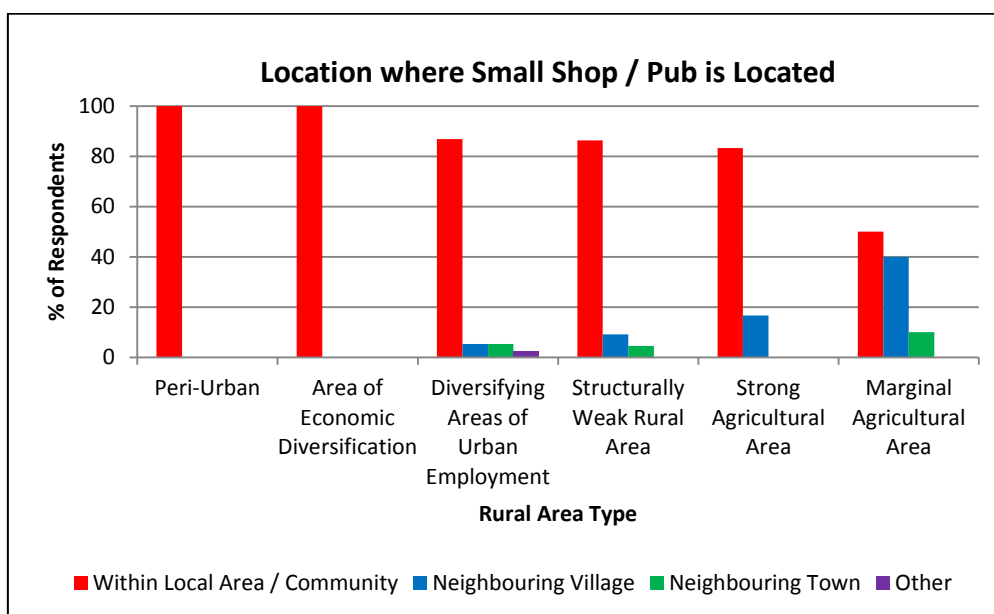 Location where Small Shop / Pub is Located
% of Respondents
100
80
60
40
20
0
Peri-Urban
Area of
Economic
Diversification
Diversifying
Areas of
Urban
Employment
Structurally
Weak Rural
Area
Strong
Agricultural
Area
Marginal
Agricultural
Area
Rural Area Type
Within Local Area / Community
Neighbouring Village
Neighbouring Town
Other